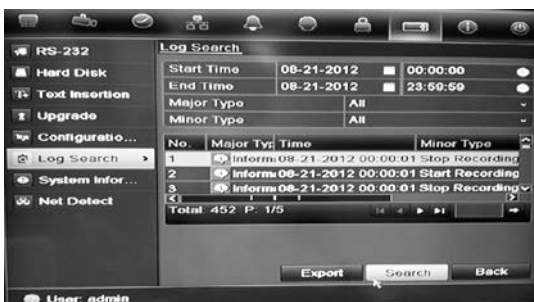 Log Search
RS-232
Hard Disk
Text Insertion
Upgrade
Configuratio...
Log Search
System Infor...
Net Detect
Start Time 08-21-2012 00:00:00
End Time 08-21-2012 23:59:59
Major Type All
Minor Type All
No. Major Typ Time Minor Type
1 Informa 08-21-2012 00:00:01 Stop Recording
2 Informa 08-21-2012 00:00:01 Start Recording
3 Informa 08-21-2012 00:00:01 Stop Recording
Total: 452 P: 1/5
Export Search Back
User: admin